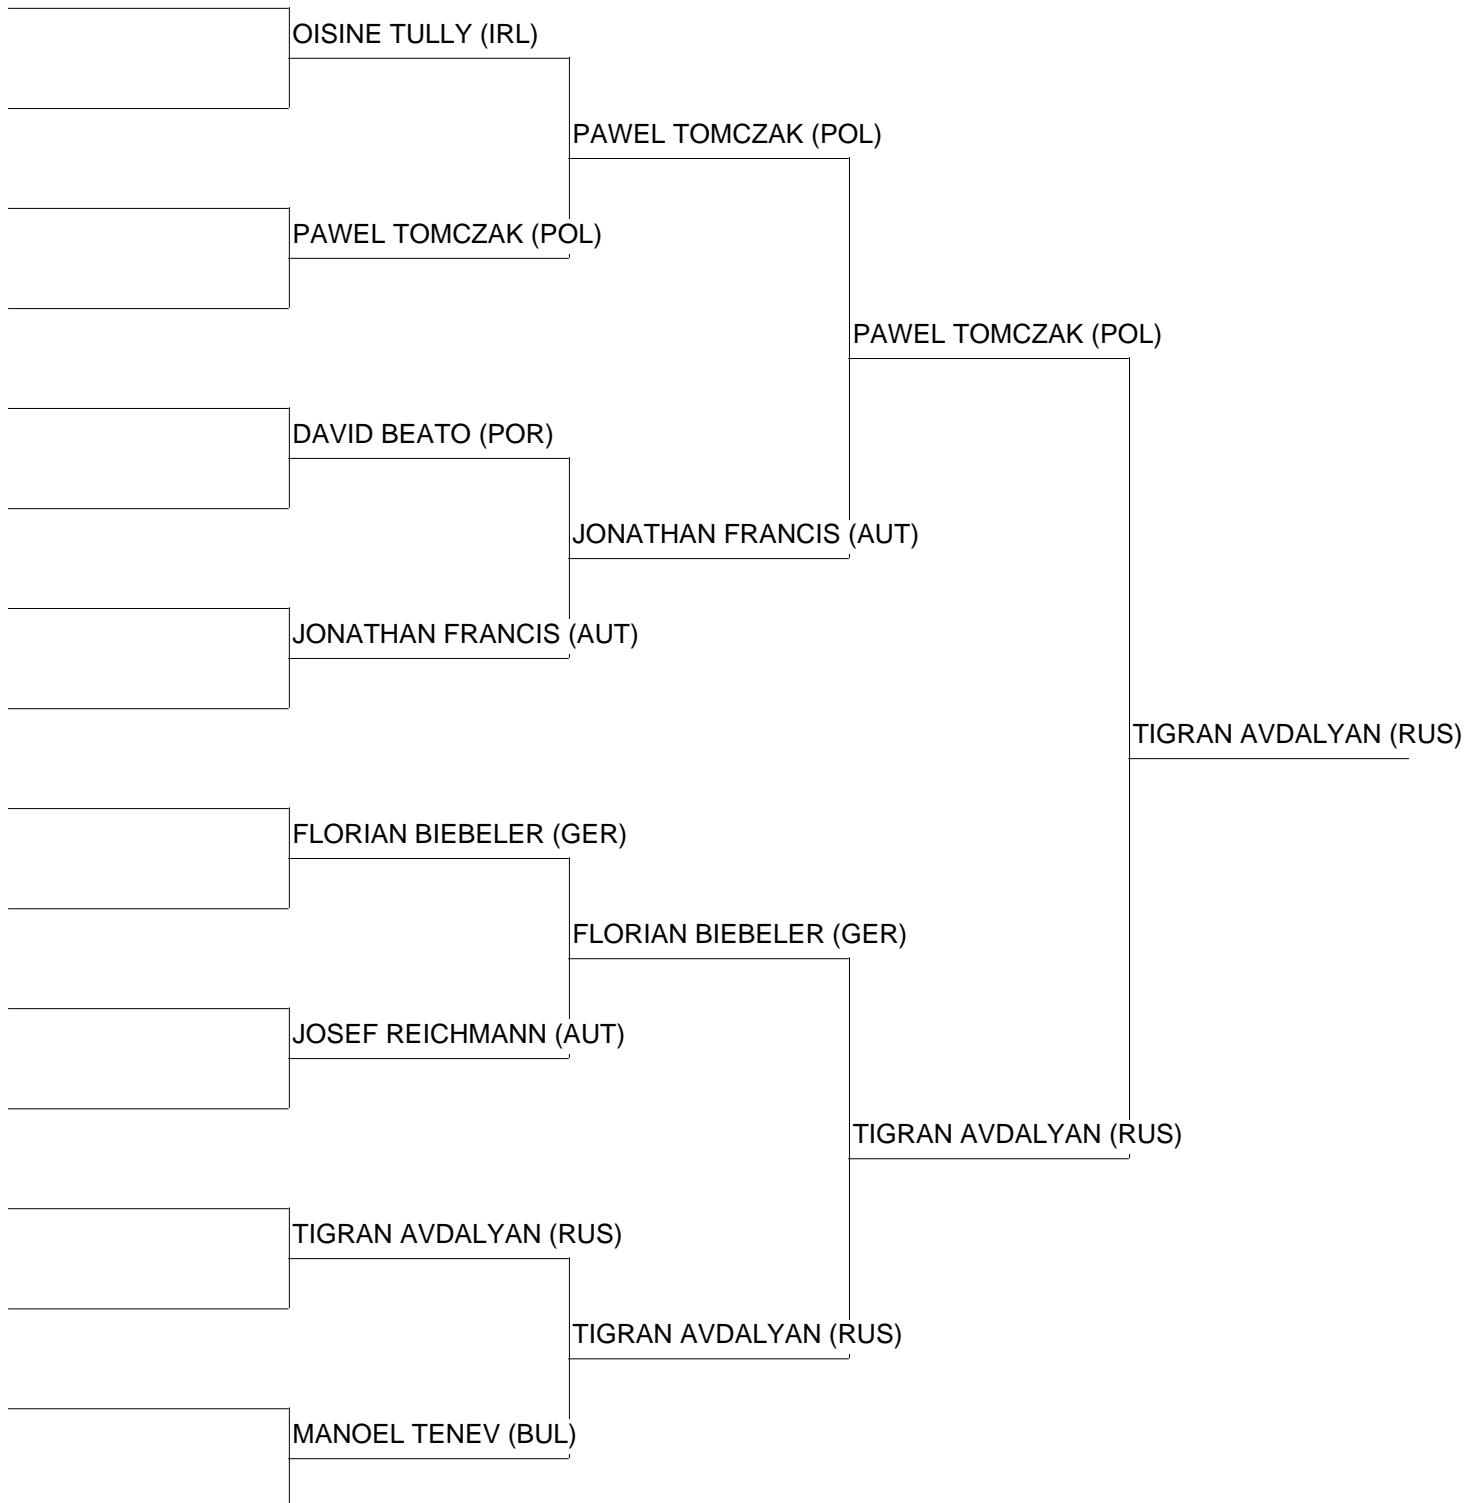 OISINE TULLY (IRL)
PAWEL TOMCZAK (POL)
PAWEL TOMCZAK (POL)
PAWEL TOMCZAK (POL)
DAVID BEATO (POR)
JONATHAN FRANCIS (AUT)
JONATHAN FRANCIS (AUT)
TIGRAN AVDALYAN (RUS)
FLORIAN BIEBELER (GER)
FLORIAN BIEBELER (GER)
JOSEF REICHMANN (AUT)
TIGRAN AVDALYAN (RUS)
TIGRAN AVDALYAN (RUS)
TIGRAN AVDALYAN (RUS)
MANOEL TENEV (BUL)